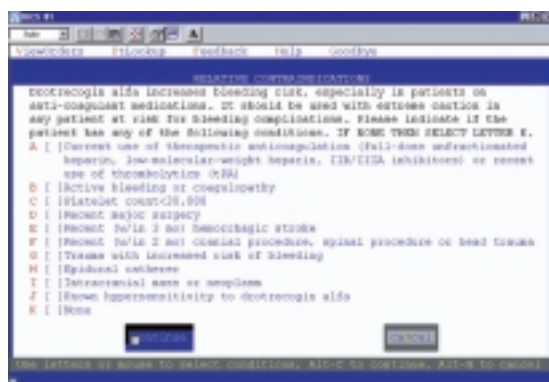 ViewOrders PtLookup Feedback Help Goodbye
RELATIVE CONTRAINDICATIONS
Drotrecogin alfa increases bleeding risk, especially in patients on
anti-coagulant medications. It should be used with extreme caution in
any patient at risk for bleeding complications. Please indicate if the
patient has any of the following conditions. IF NONE THEN SELECT LETTER K.
A [ ]Current use of therapeutic anticoagulation (full-dose unfractionated
heparin, low-molecular-weight heparin, IIB/IIIA inhibitors) or recent
use of thrombolytics (tPA)
B [ ]Active bleeding or coagulopathy
C [ ]Platelet count<30,000
D [ ]Recent major surgery
E [ ]Recent (w/in 3 mo) hemorrhagic stroke
F [ ]Recent (w/in 2 mo) cranial procedure, spinal procedure or head trauma
G [ ]Trauma with increased risk of bleeding
H [ ]Epidural catheter
I [ ]Intracranial mass or neoplasm
J [ ]Known hypersensitivity to drotrecogin alfa
K [ ]None
Continue Cancel
Use letters or mouse to select conditions, Alt-C to continue, Alt-N to cancel